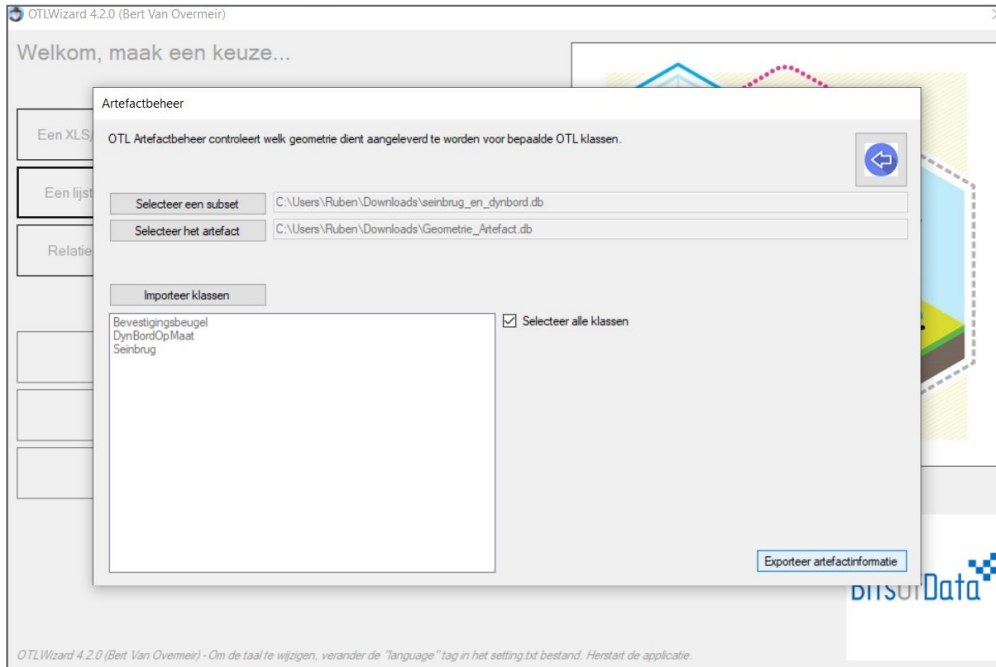 OTLWizard 4.2.0 (Bert Van Overmeir)
Welkom, maak een keuze...
Artefactbeheer
Een XLS
OTL Artefactbeheer controleert welk geometrie dient aangeleverd te worden voor bepaalde OTL klassen.
Een lijst
Selecteer een subset
C:\Users\Ruben\Downloads\seinbrug_en_dynbord.db
Selecteer het artefact
C:\Users\Ruben\Downloads\Geometrie_Artefact.db
Relatie
Importeer klassen
Bevestigingsbeugel
DynBordOpMaat
Seinbrug
Selecteer alle klassen
Exporteer artefactinformatie
BitsOfData
OTLWizard 4.2.0 (Bert Van Overmeir) - Om de taal te wijzigen, verander de "language" tag in het setting.txt bestand. Herstart de applicatie.